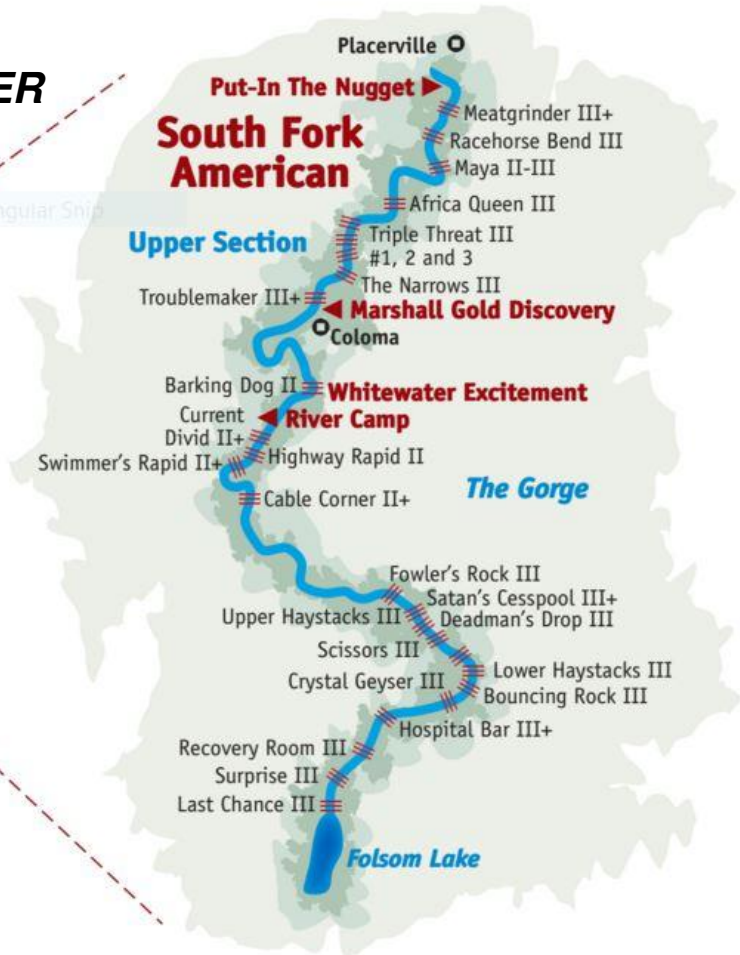 ER
Placerville
Put-In The Nugget
Meatgrinder III+
South Fork
American
Racehorse Bend III
Maya II-III
ngular Snip
Africa Queen III
Upper Section
Triple Threat III
#1, 2 and 3
The Narrows III
Troublemaker III+
Marshall Gold Discovery
Coloma
Barking Dog II
Whitewater Excitement
River Camp
Current
Divid II+
Highway Rapid II
Swimmer's Rapid II+
The Gorge
Cable Corner II+
Fowler's Rock III
Satan's Cesspool III+
Upper Haystacks III
Deadman's Drop III
Scissors III
Lower Haystacks III
Crystal Geyser III
Bouncing Rock III
Hospital Bar III+
Recovery Room III
Surprise III
Last Chance III
Folsom Lake